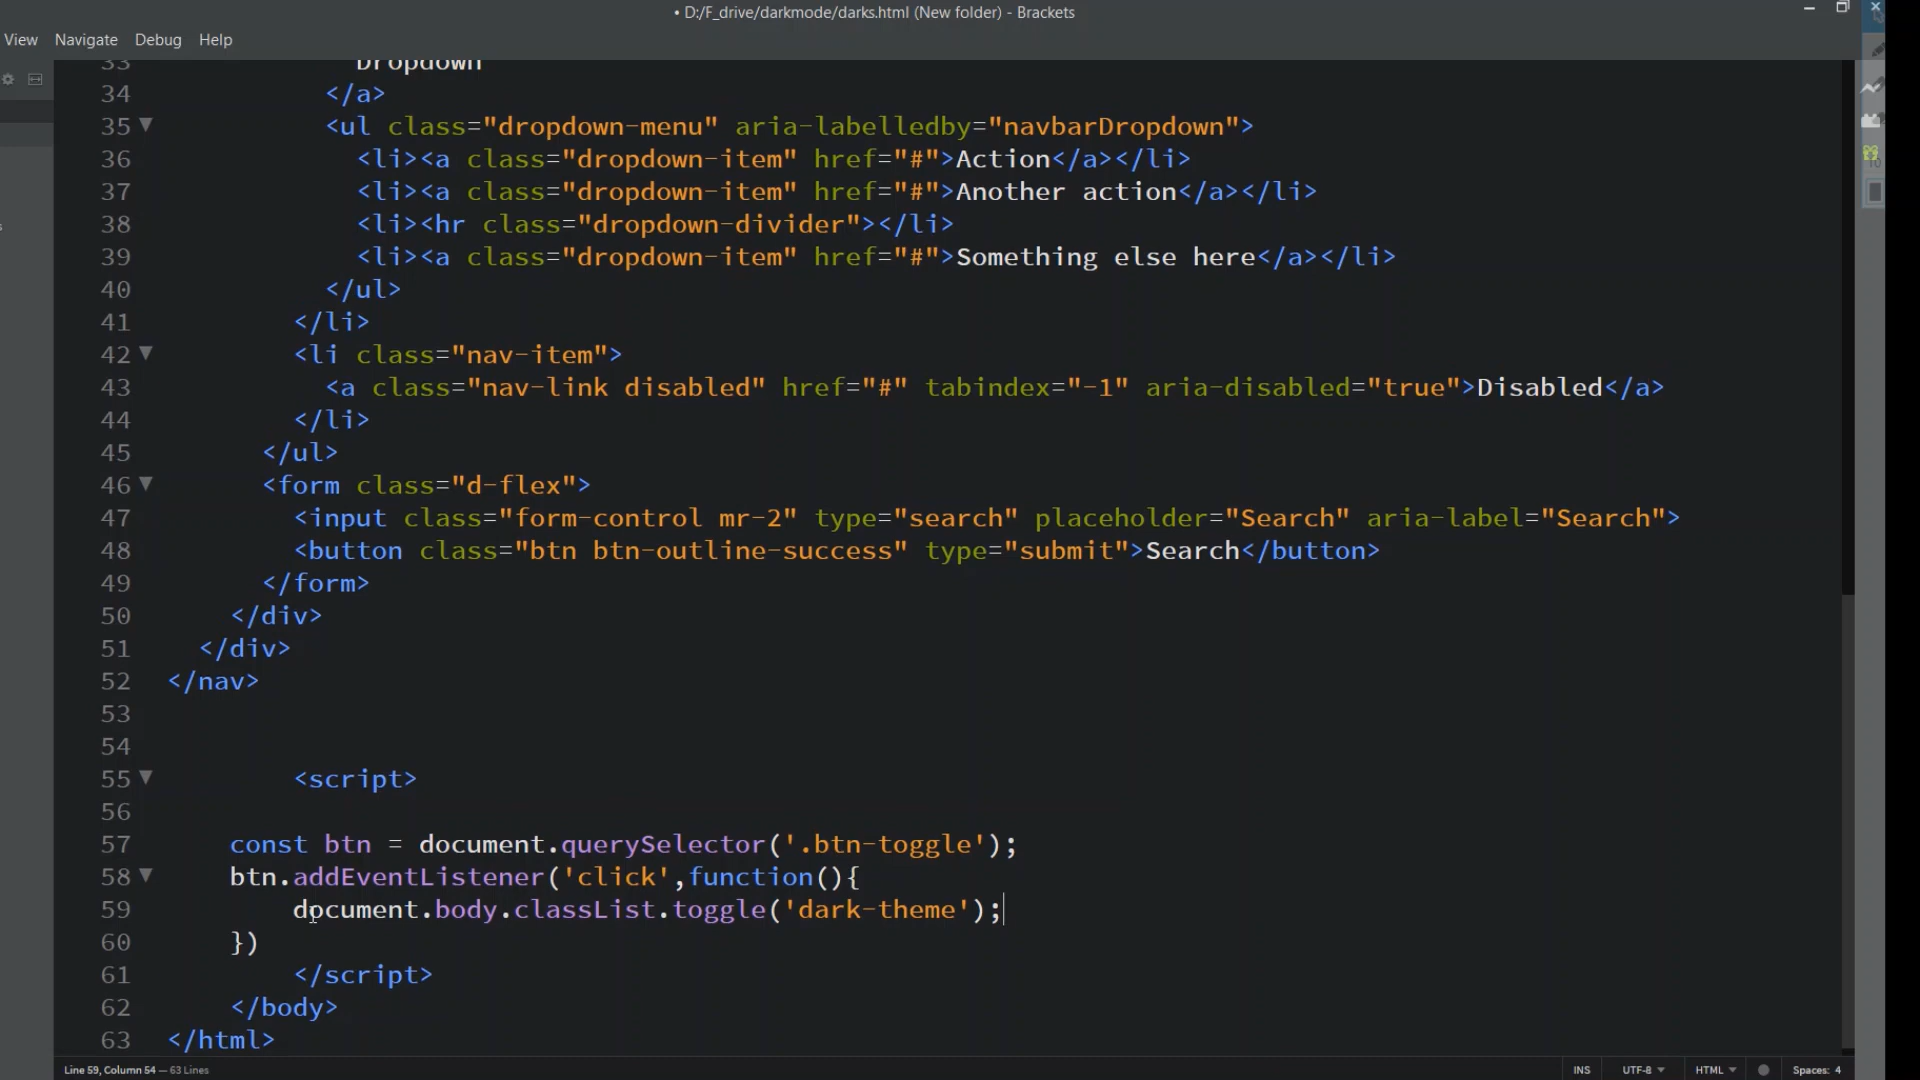 • D:/F_drive/darkmode/darks.html (New folder) - Brackets
View Navigate Debug Help
33 Dropdown
34 </a>
35 <ul class="dropdown-menu" aria-labelledby="navbarDropdown">
36 <li><a class="dropdown-item" href="#">Action</a></li>
37 <li><a class="dropdown-item" href="#">Another action</a></li>
38 <li><hr class="dropdown-divider"></li>
39 <li><a class="dropdown-item" href="#">Something else here</a></li>
40 </ul>
41 </li>
42 <li class="nav-item">
43 <a class="nav-link disabled" href="#" tabindex="-1" aria-disabled="true">Disabled</a>
44 </li>
45 </ul>
46 <form class="d-flex">
47 <input class="form-control mr-2" type="search" placeholder="Search" aria-label="Search">
48 <button class="btn btn-outline-success" type="submit">Search</button>
49 </form>
50 </div>
51 </div>
52 </nav>
53
54
55 <script>
56
57 const btn = document.querySelector('.btn-toggle');
58 btn.addEventListener('click',function(){
59 document.body.classList.toggle('dark-theme');
60 })
61 </script>
62 </body>
63 </html>
Line 59, Column 54 — 63 Lines
INS UTF-8 HTML Spaces: 4